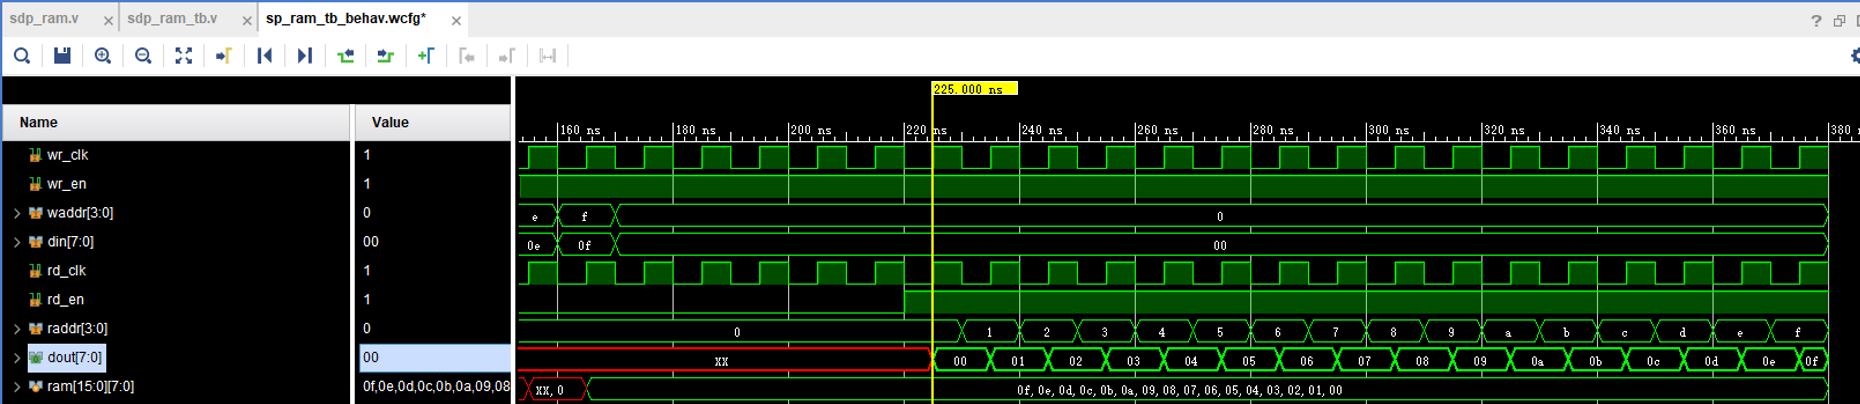 sdp_ram.v × sdp_ram_tb.v × sp_ram_tb_behav.wcfg* ×
?
225.000 ns
Name Value
160 ns 180 ns 200 ns 220 ns 240 ns 260 ns 280 ns 300 ns 320 ns 340 ns 360 ns 380
wr_clk 1
wr_en 1
waddr[3:0] 0 e f 0
din[7:0] 00 0e 0f 00
rd_clk 1
rd_en 1
raddr[3:0] 0 0 1 2 3 4 5 6 7 8 9 a b c d e f
dout[7:0] 00 XX 00 01 02 03 04 05 06 07 08 09 0a 0b 0c 0d 0e 0f
ram[15:0][7:0] 0f,0e,0d,0c,0b,0a,09,08 XX,0 0f, 0e, 0d, 0c, 0b, 0a, 09, 08, 07, 06, 05, 04, 03, 02, 01, 00